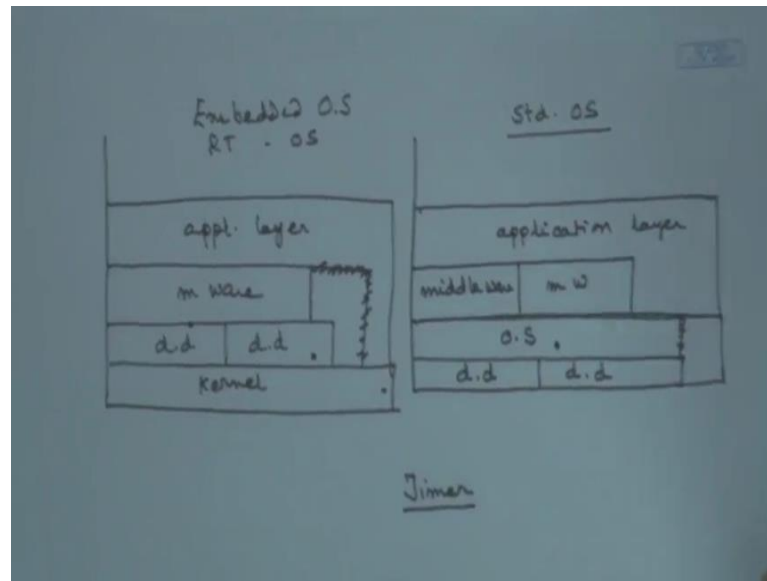 Embedded O.S
RT - OS
Std. OS
appl. layer
m ware
d.d
d.d
kernel
application layer
middleware
m w
O.S
d.d
d.d
Timer